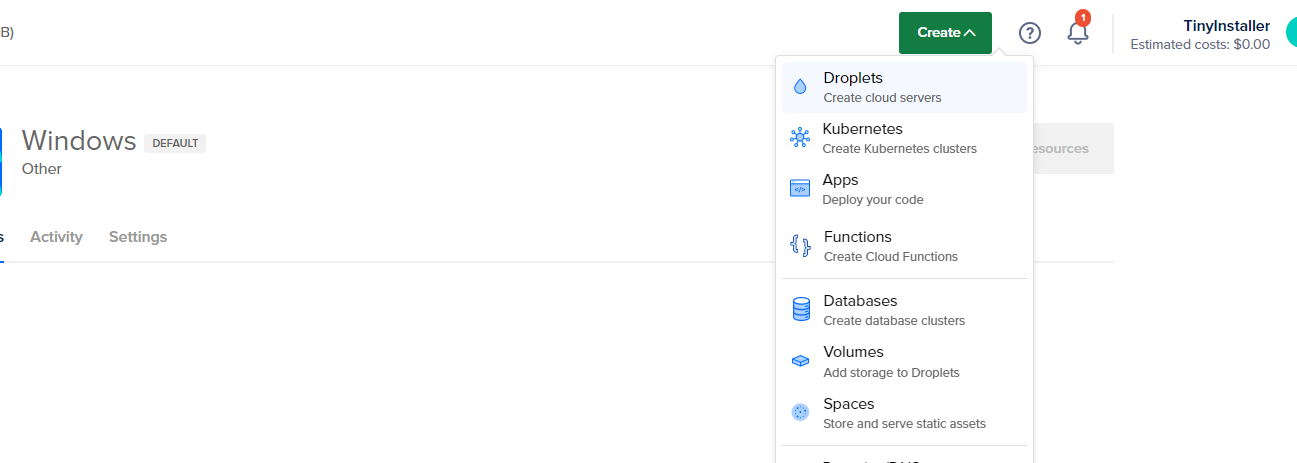 B)
Create
1
TinyInstaller
Estimated costs: $0.00
Droplets
Create cloud servers
Windows
DEFAULT
Other
Kubernetes
Create Kubernetes clusters
esources
Apps
Deploy your code
s
Activity
Settings
Functions
Create Cloud Functions
Databases
Create database clusters
Volumes
Add storage to Droplets
Spaces
Store and serve static assets